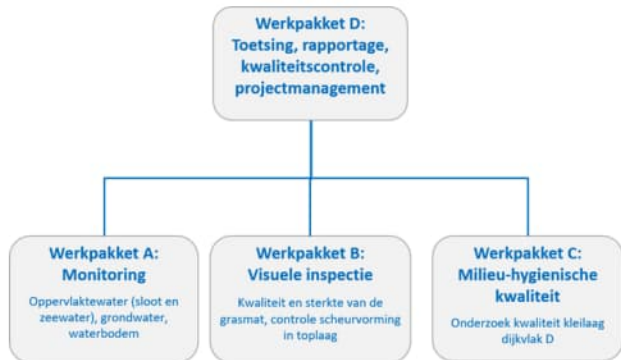 Werkpakket D:
Toetsing, rapportage,
kwaliteitscontrole,
projectmanagement
Werkpakket A:
Monitoring
Oppervlaktewater (sloot en
zeewater), grondwater,
waterbodem
Werkpakket B:
Visuele inspectie
Kwaliteit en sterkte van de
grasmat, controle scheurvorming
in toplaag
Werkpakket C:
Milieu-hygienische
kwaliteit
Onderzoek kwaliteit kleilaag
dijkvlak D